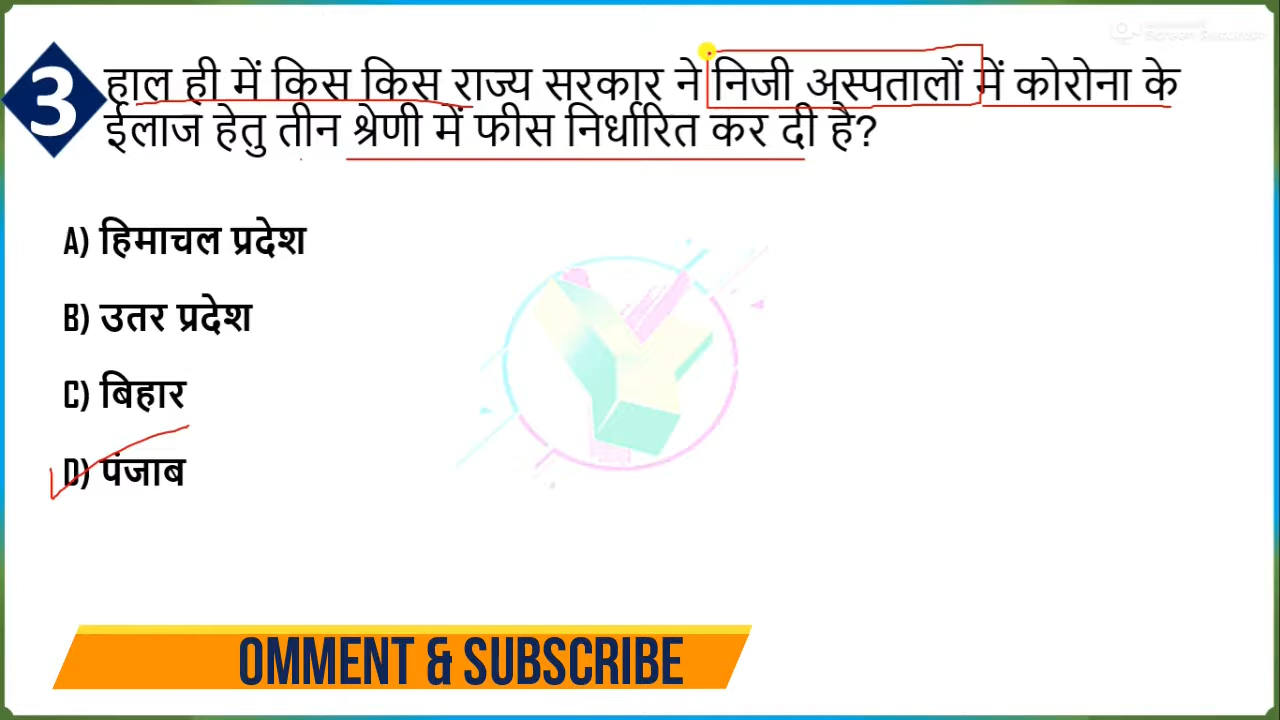 3
हाल ही में किस किस राज्य सरकार ने निजी अस्पतालों में कोरोना के
ईलाज हेतु तीन श्रेणी में फीस निर्धारित कर दी है?
A) हिमाचल प्रदेश
B) उतर प्रदेश
C) बिहार
D) पंजाब
OMMENT & SUBSCRIBE